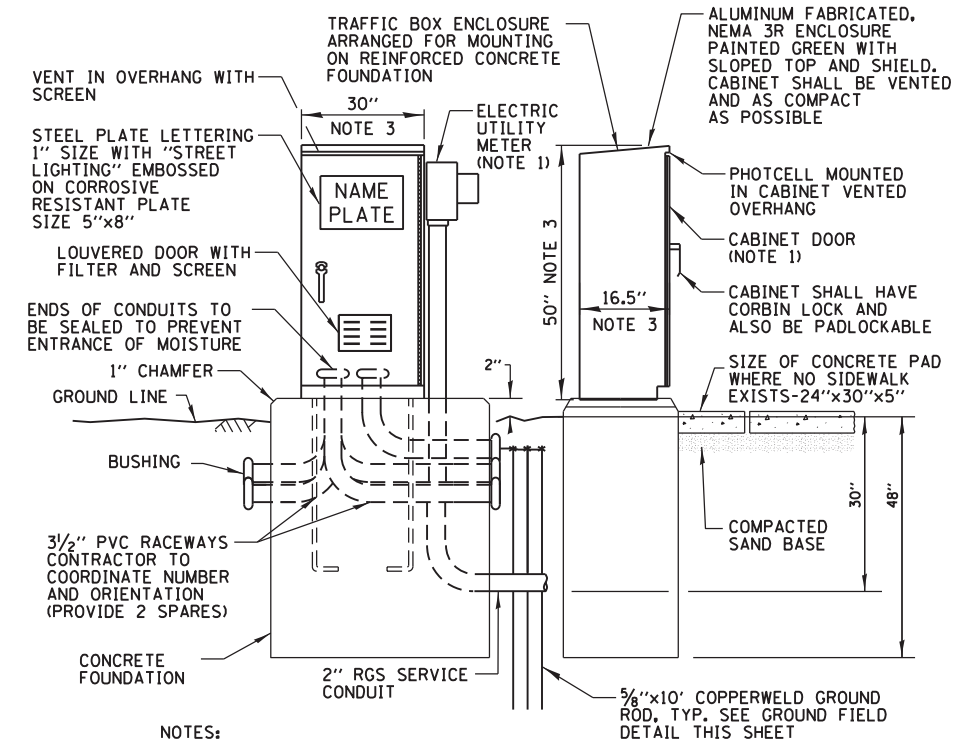 TRAFFIC BOX ENCLOSURE
ARRANGED FOR MOUNTING
ON REINFORCED CONCRETE
FOUNDATION
ALUMINUM FABRICATED,
NEMA 3R ENCLOSURE
PAINTED GREEN WITH
SLOPED TOP AND SHIELD.
CABINET SHALL BE VENTED
AND AS COMPACT
AS POSSIBLE
VENT IN OVERHANG WITH
SCREEN
30"
NOTE 3
ELECTRIC
UTILITY
METER
(NOTE 1)
STEEL PLATE LETTERING
1" SIZE WITH "STREET
LIGHTING" EMBOSSED
ON CORROSIVE
RESISTANT PLATE
SIZE 5"x8"
NAME
PLATE
PHOTCELL MOUNTED
IN CABINET VENTED
OVERHANG
CABINET DOOR
(NOTE 1)
50" NOTE 3
LOUVERED DOOR WITH
FILTER AND SCREEN
16.5"
NOTE 3
CABINET SHALL HAVE
CORBIN LOCK AND
ALSO BE PADLOCKABLE
ENDS OF CONDUITS TO
BE SEALED TO PREVENT
ENTRANCE OF MOISTURE
1" CHAMFER
2"
SIZE OF CONCRETE PAD
WHERE NO SIDEWALK
EXISTS-24"x30"x5"
GROUND LINE
BUSHING
30"
48"
COMPACTED
SAND BASE
3 1/2" PVC RACEWAYS
CONTRACTOR TO
COORDINATE NUMBER
AND ORIENTATION
(PROVIDE 2 SPARES)
CONCRETE
FOUNDATION
2" RGS SERVICE
CONDUIT
5/8"x10' COPPERWELD GROUND
ROD, TYP. SEE GROUND FIELD
DETAIL THIS SHEET
NOTES: